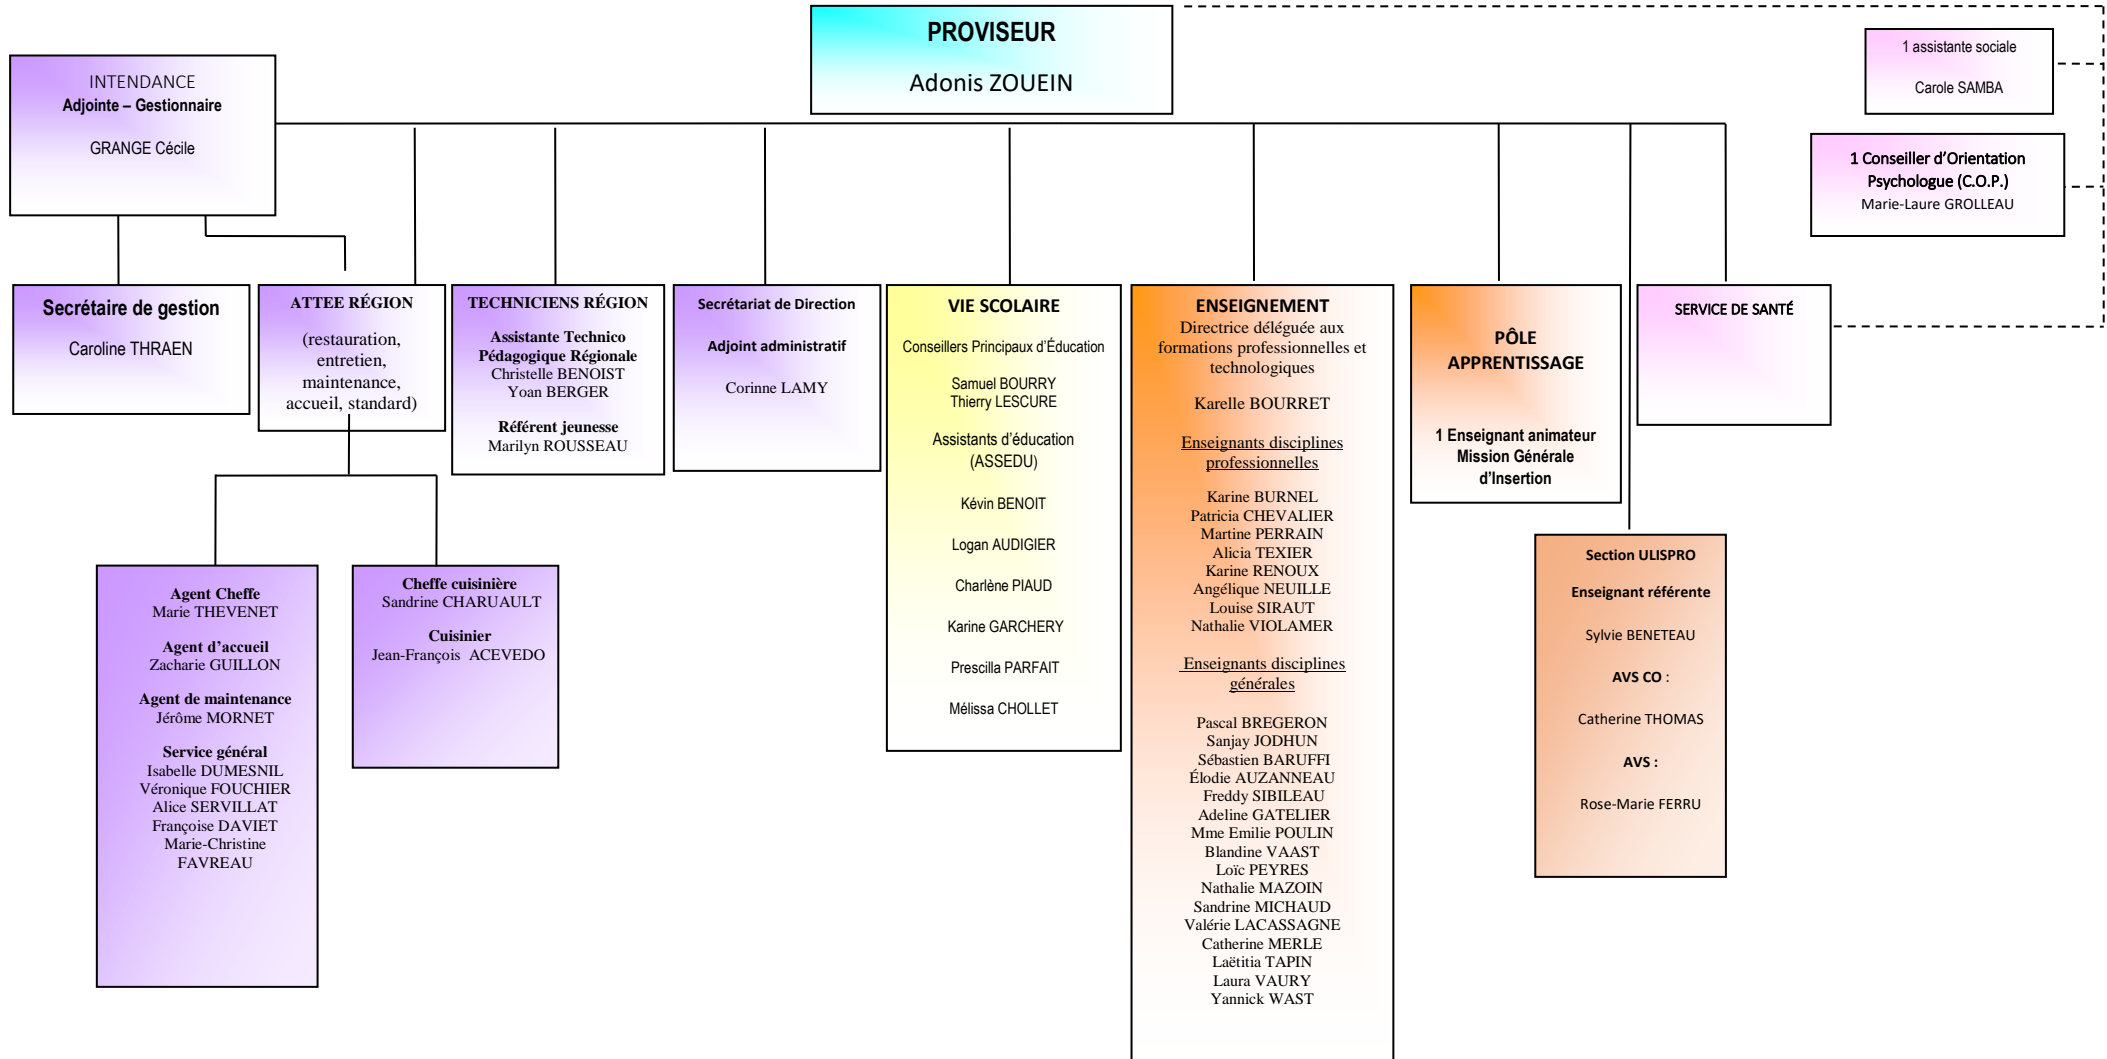 PROVISEUR
Adonis ZOUEIN
1 assistante sociale
Carole SAMBA
INTENDANCE
Adjointe – Gestionnaire
GRANGE Cécile
1 Conseiller d'Orientation
Psychologue (C.O.P.)
Marie-Laure GROLLEAU
Secrétaire de gestion
Caroline THRAEN
ATTEE RÉGION
(restauration,
entretien,
maintenance,
accueil, standard)
TECHNICIENS RÉGION
Assistante Technico
Pédagogique Régionale
Christelle BENOIST
Yoan BERGER
Référent jeunesse
Marilyn ROUSSEAU
Secrétariat de Direction
Adjoint administratif
Corinne LAMY
VIE SCOLAIRE
Conseillers Principaux d'Éducation
Samuel BOURRY
Thierry LESCURE
Assistants d'éducation
(ASSEDU)
Kévin BENOIT
Logan AUDIGIER
Charlène PIAUD
Karine GARCHERY
Prescilla PARFAIT
Mélissa CHOLLET
ENSEIGNEMENT
Directrice déléguée aux
formations professionnelles et
technologiques
Karelle BOURRET
Enseignants disciplines
professionnelles
Karine BURNEL
Patricia CHEVALIER
Martine PERRAIN
Alicia TEXIER
Karine RENOUX
Angélique NEUILLE
Louise SIRAUT
Nathalie VIOLAMER
Enseignants disciplines
générales
Pascal BREGERON
Sanjay JODHUN
Sébastien BARUFFI
Élodie AUZANNEAU
Freddy SIBILEAU
Adeline GATELIER
Mme Emilie POULIN
Blandine VAAST
Loïc PEYRES
Nathalie MAZOIN
Sandrine MICHAUD
Valérie LACASSAGNE
Catherine MERLE
Laëtitia TAPIN
Laura VAURY
Yannick WAST
PÔLE
APPRENTISSAGE
1 Enseignant animateur
Mission Générale
d'Insertion
SERVICE DE SANTÉ
Agent Cheffe
Marie THEVENET
Agent d'accueil
Zacharie GUILLON
Agent de maintenance
Jérôme MORNET
Service général
Isabelle DUMESNIL
Véronique FOUCHIER
Alice SERVILLAT
Françoise DAVIET
Marie-Christine
FAVREAU
Cheffe cuisinière
Sandrine CHARUAULT
Cuisinier
Jean-François ACEVEDO
Section ULISPRO
Enseignant référente
Sylvie BENETEAU
AVS CO :
Catherine THOMAS
AVS :
Rose-Marie FERRU